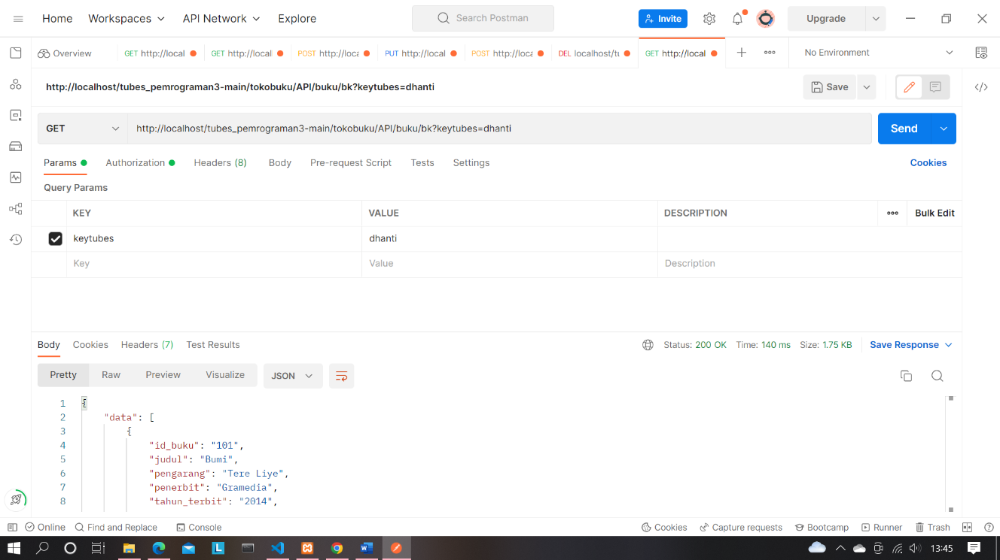 Home Workspaces API Network Explore Search Postman Invite Upgrade
Overview GET http://local GET http://local POST http://loca PUT http://local POST http://loca DEL localhost/tu GET http://local No Environment
http://localhost/tubes_pemrograman3-main/tokobuku/API/buku/bk?keytubes=dhanti Save
GET http://localhost/tubes_pemrograman3-main/tokobuku/API/buku/bk?keytubes=dhanti Send
Params Authorization Headers (8) Body Pre-request Script Tests Settings Cookies
Query Params
KEY VALUE DESCRIPTION Bulk Edit
keytubes dhanti
Key Value Description
Body Cookies Headers (7) Test Results Status: 200 OK Time: 140 ms Size: 1.75 KB Save Response
Pretty Raw Preview Visualize JSON
1 {
2 "data": [
3 {
4 "id_buku": "101",
5 "judul": "Bumi",
6 "pengarang": "Tere Liye",
7 "penerbit": "Gramedia",
8 "tahun_terbit": "2014",
Online Find and Replace Console Cookies Capture requests Bootcamp Runner Trash
L W 13:45